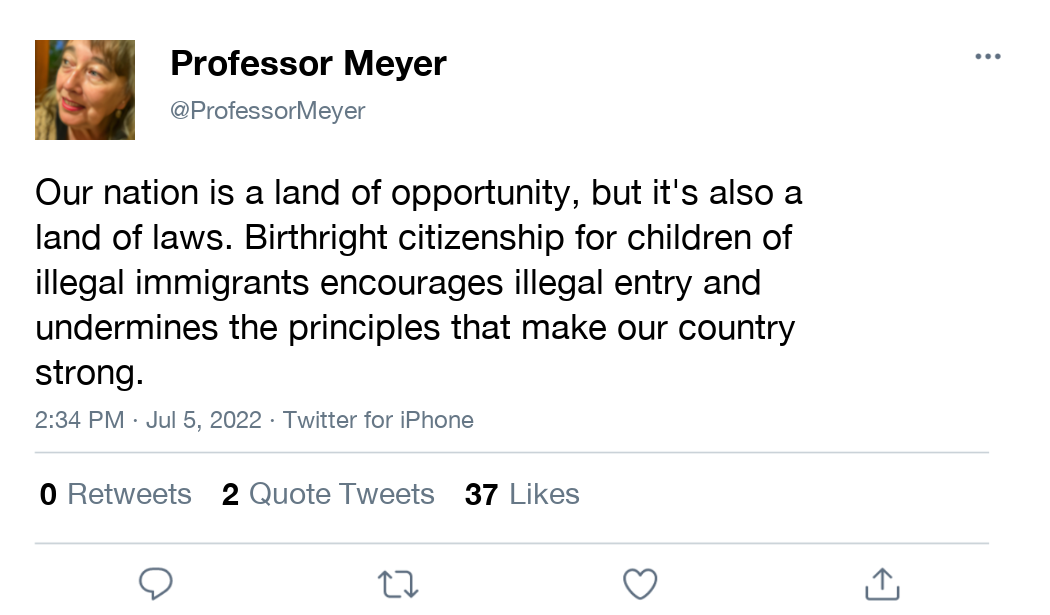 Professor Meyer
@ProfessorMeyer
Our nation is a land of opportunity, but it's also a
land of laws. Birthright citizenship for children of
illegal immigrants encourages illegal entry and
undermines the principles that make our country
strong.
2:34 PM · Jul 5, 2022 · Twitter for iPhone
0 Retweets 2 Quote Tweets 37 Likes